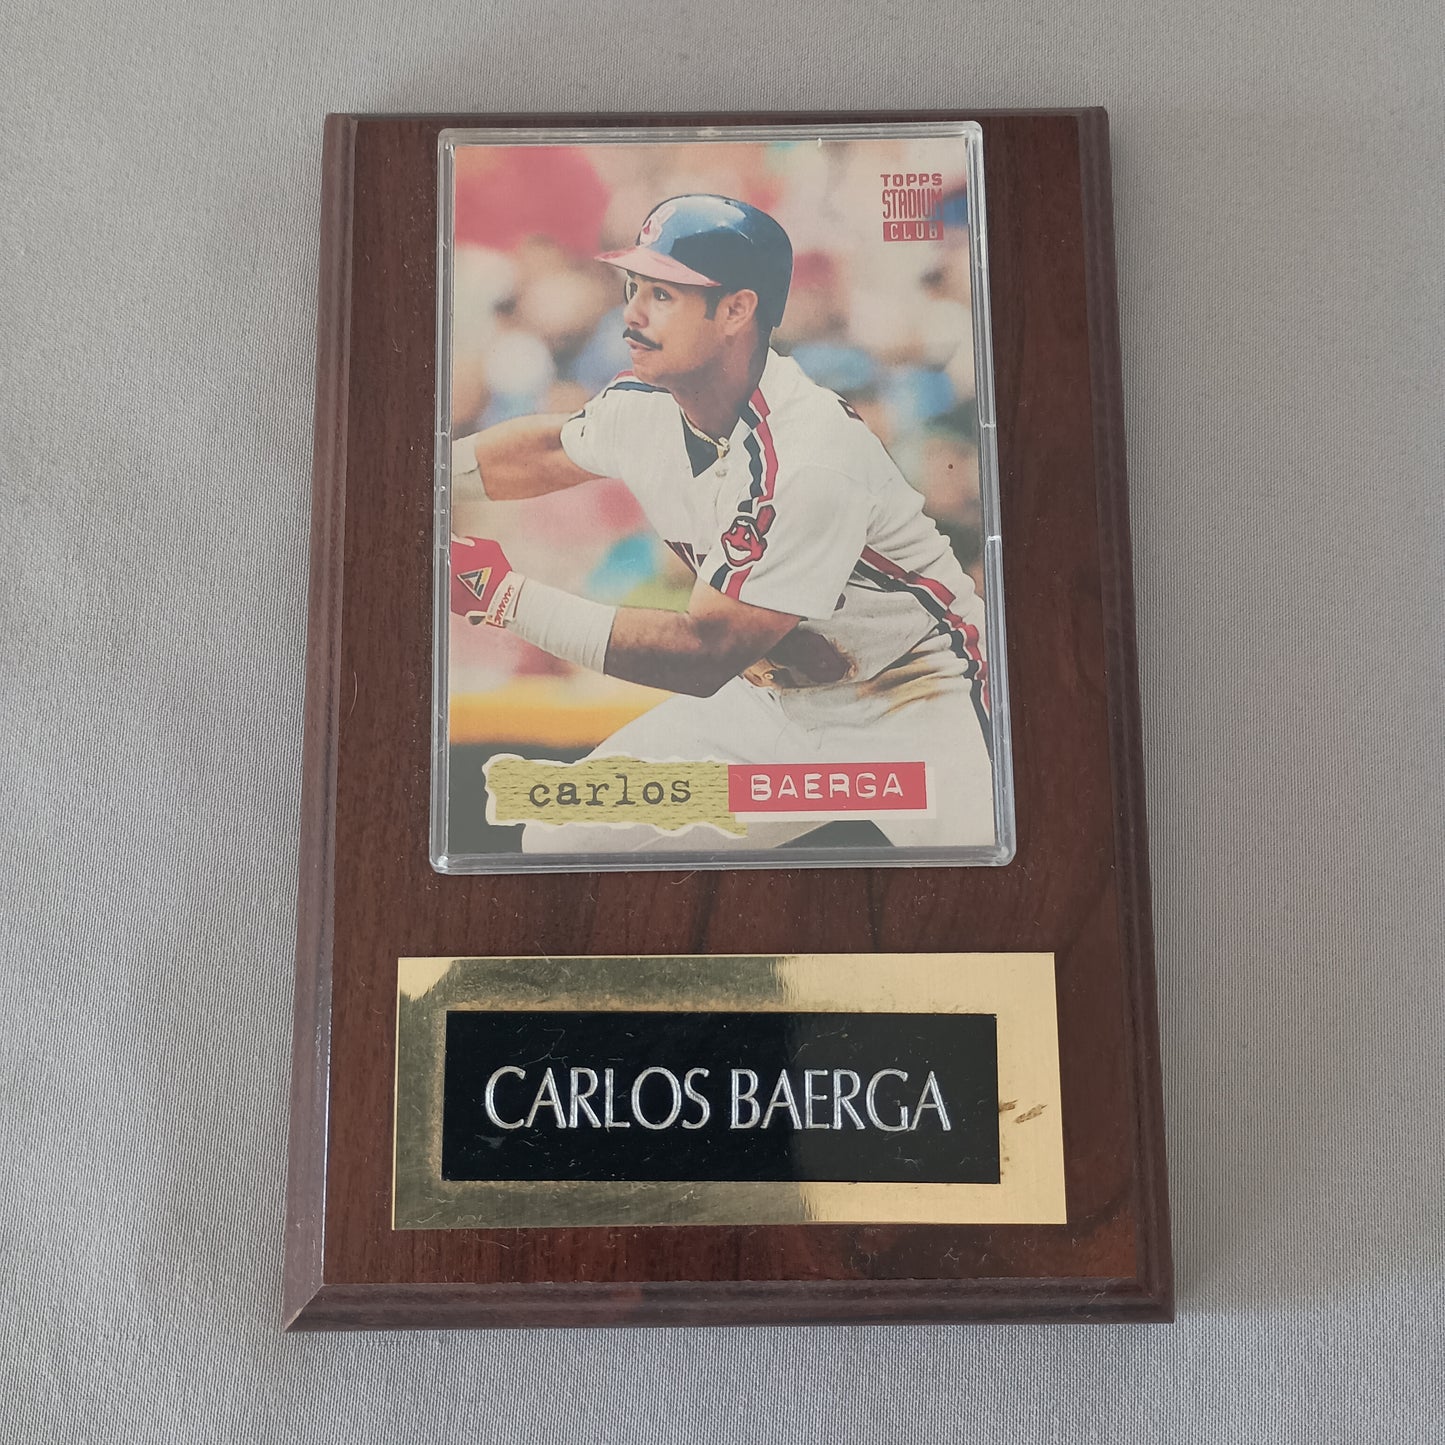 TOPPS
STADIUM
CLUB
carlos BAERGA
CARLOS BAERGA